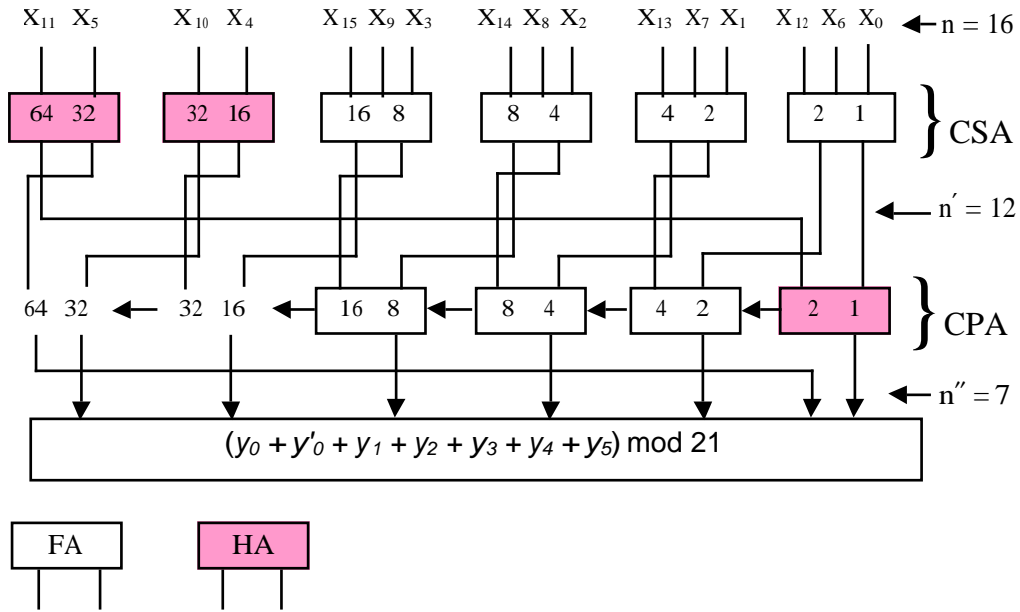 X₁₁ X₅ X₁₀ X₄ X₁₅ X₉ X₃ X₁₄ X₈ X₂ X₁₃ X₇ X₁ X₁₂ X₆ X₀ n = 16
64 32 32 16 16 8 8 4 4 2 2 1
} CSA
n′ = 12
64 32 32 16 16 8 8 4 4 2 2 1
} CPA
n″ = 7
(y₀ + y'₀ + y₁ + y₂ + y₃ + y₄ + y₅) mod 21
FA HA